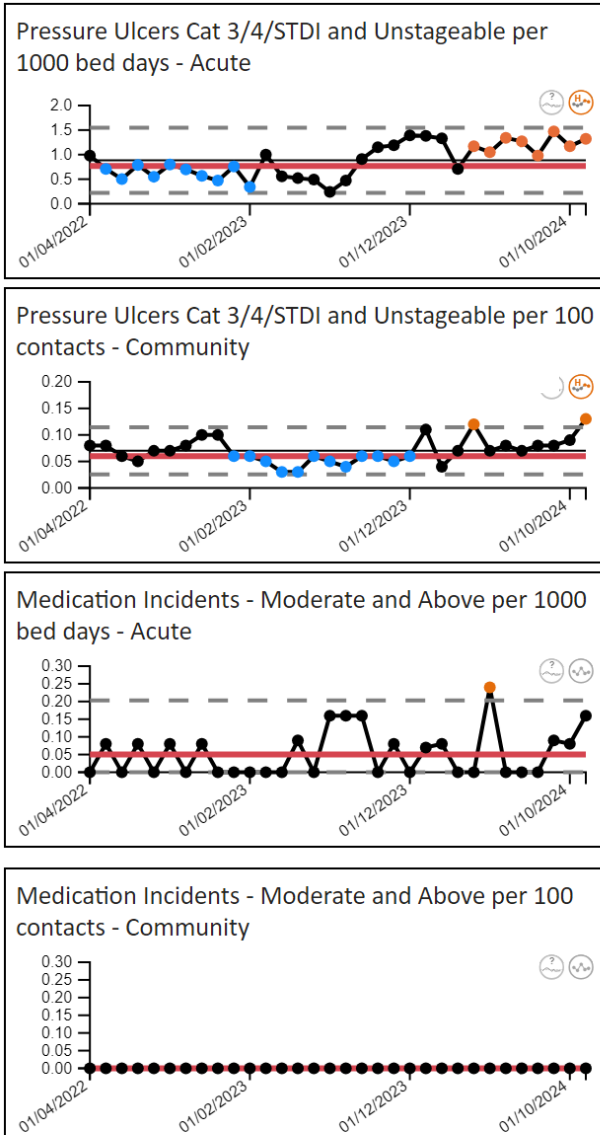 Pressure Ulcers Cat 3/4/STDI and Unstageable per
1000 bed days - Acute
? H
2.0
1.5
1.0
0.5
0.0
01/04/2022 01/02/2023 01/12/2023 01/10/2024
Pressure Ulcers Cat 3/4/STDI and Unstageable per 100
contacts - Community
H
0.20
0.15
0.10
0.05
0.00
01/04/2022 01/02/2023 01/12/2023 01/10/2024
Medication Incidents - Moderate and Above per 1000
bed days - Acute
?
0.30
0.25
0.20
0.15
0.10
0.05
0.00
01/04/2022 01/02/2023 01/12/2023 01/10/2024
Medication Incidents - Moderate and Above per 100
contacts - Community
?
0.30
0.25
0.20
0.15
0.10
0.05
0.00
01/04/2022 01/02/2023 01/12/2023 01/10/2024